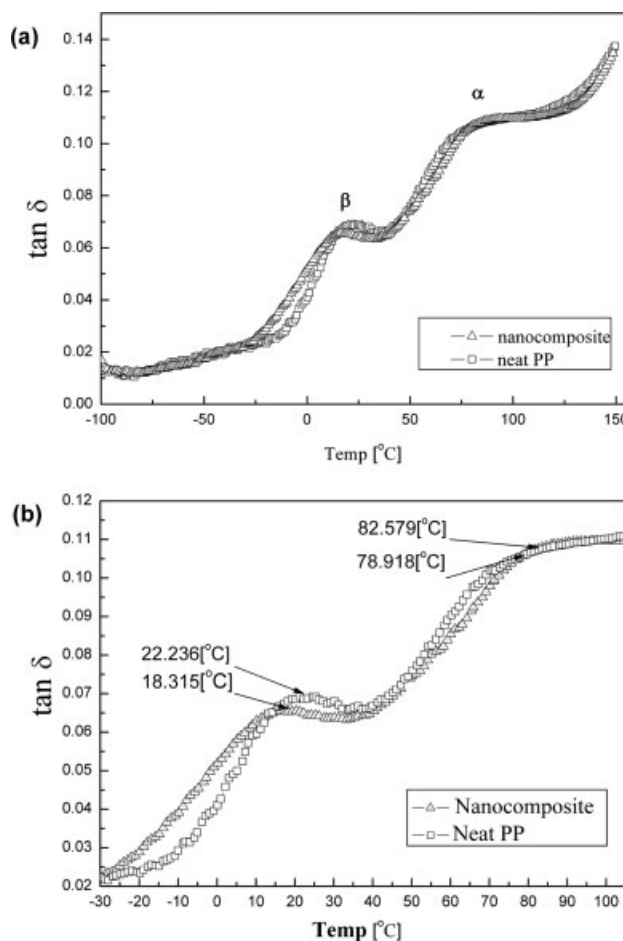 (a)
0.14
0.12
0.10
0.08
0.06
0.04
0.02
0.00
tan δ
α
β
nanocomposite
neat PP
-100 -50 0 50 100 150
Temp [°C]
(b)
0.12
0.11
0.10
0.09
0.08
0.07
0.06
0.05
0.04
0.03
0.02
tan δ
82.579[°C]
78.918[°C]
22.236[°C]
18.315[°C]
Nanocomposite
Neat PP
-30 -20 -10 0 10 20 30 40 50 60 70 80 90 100
Temp [°C]